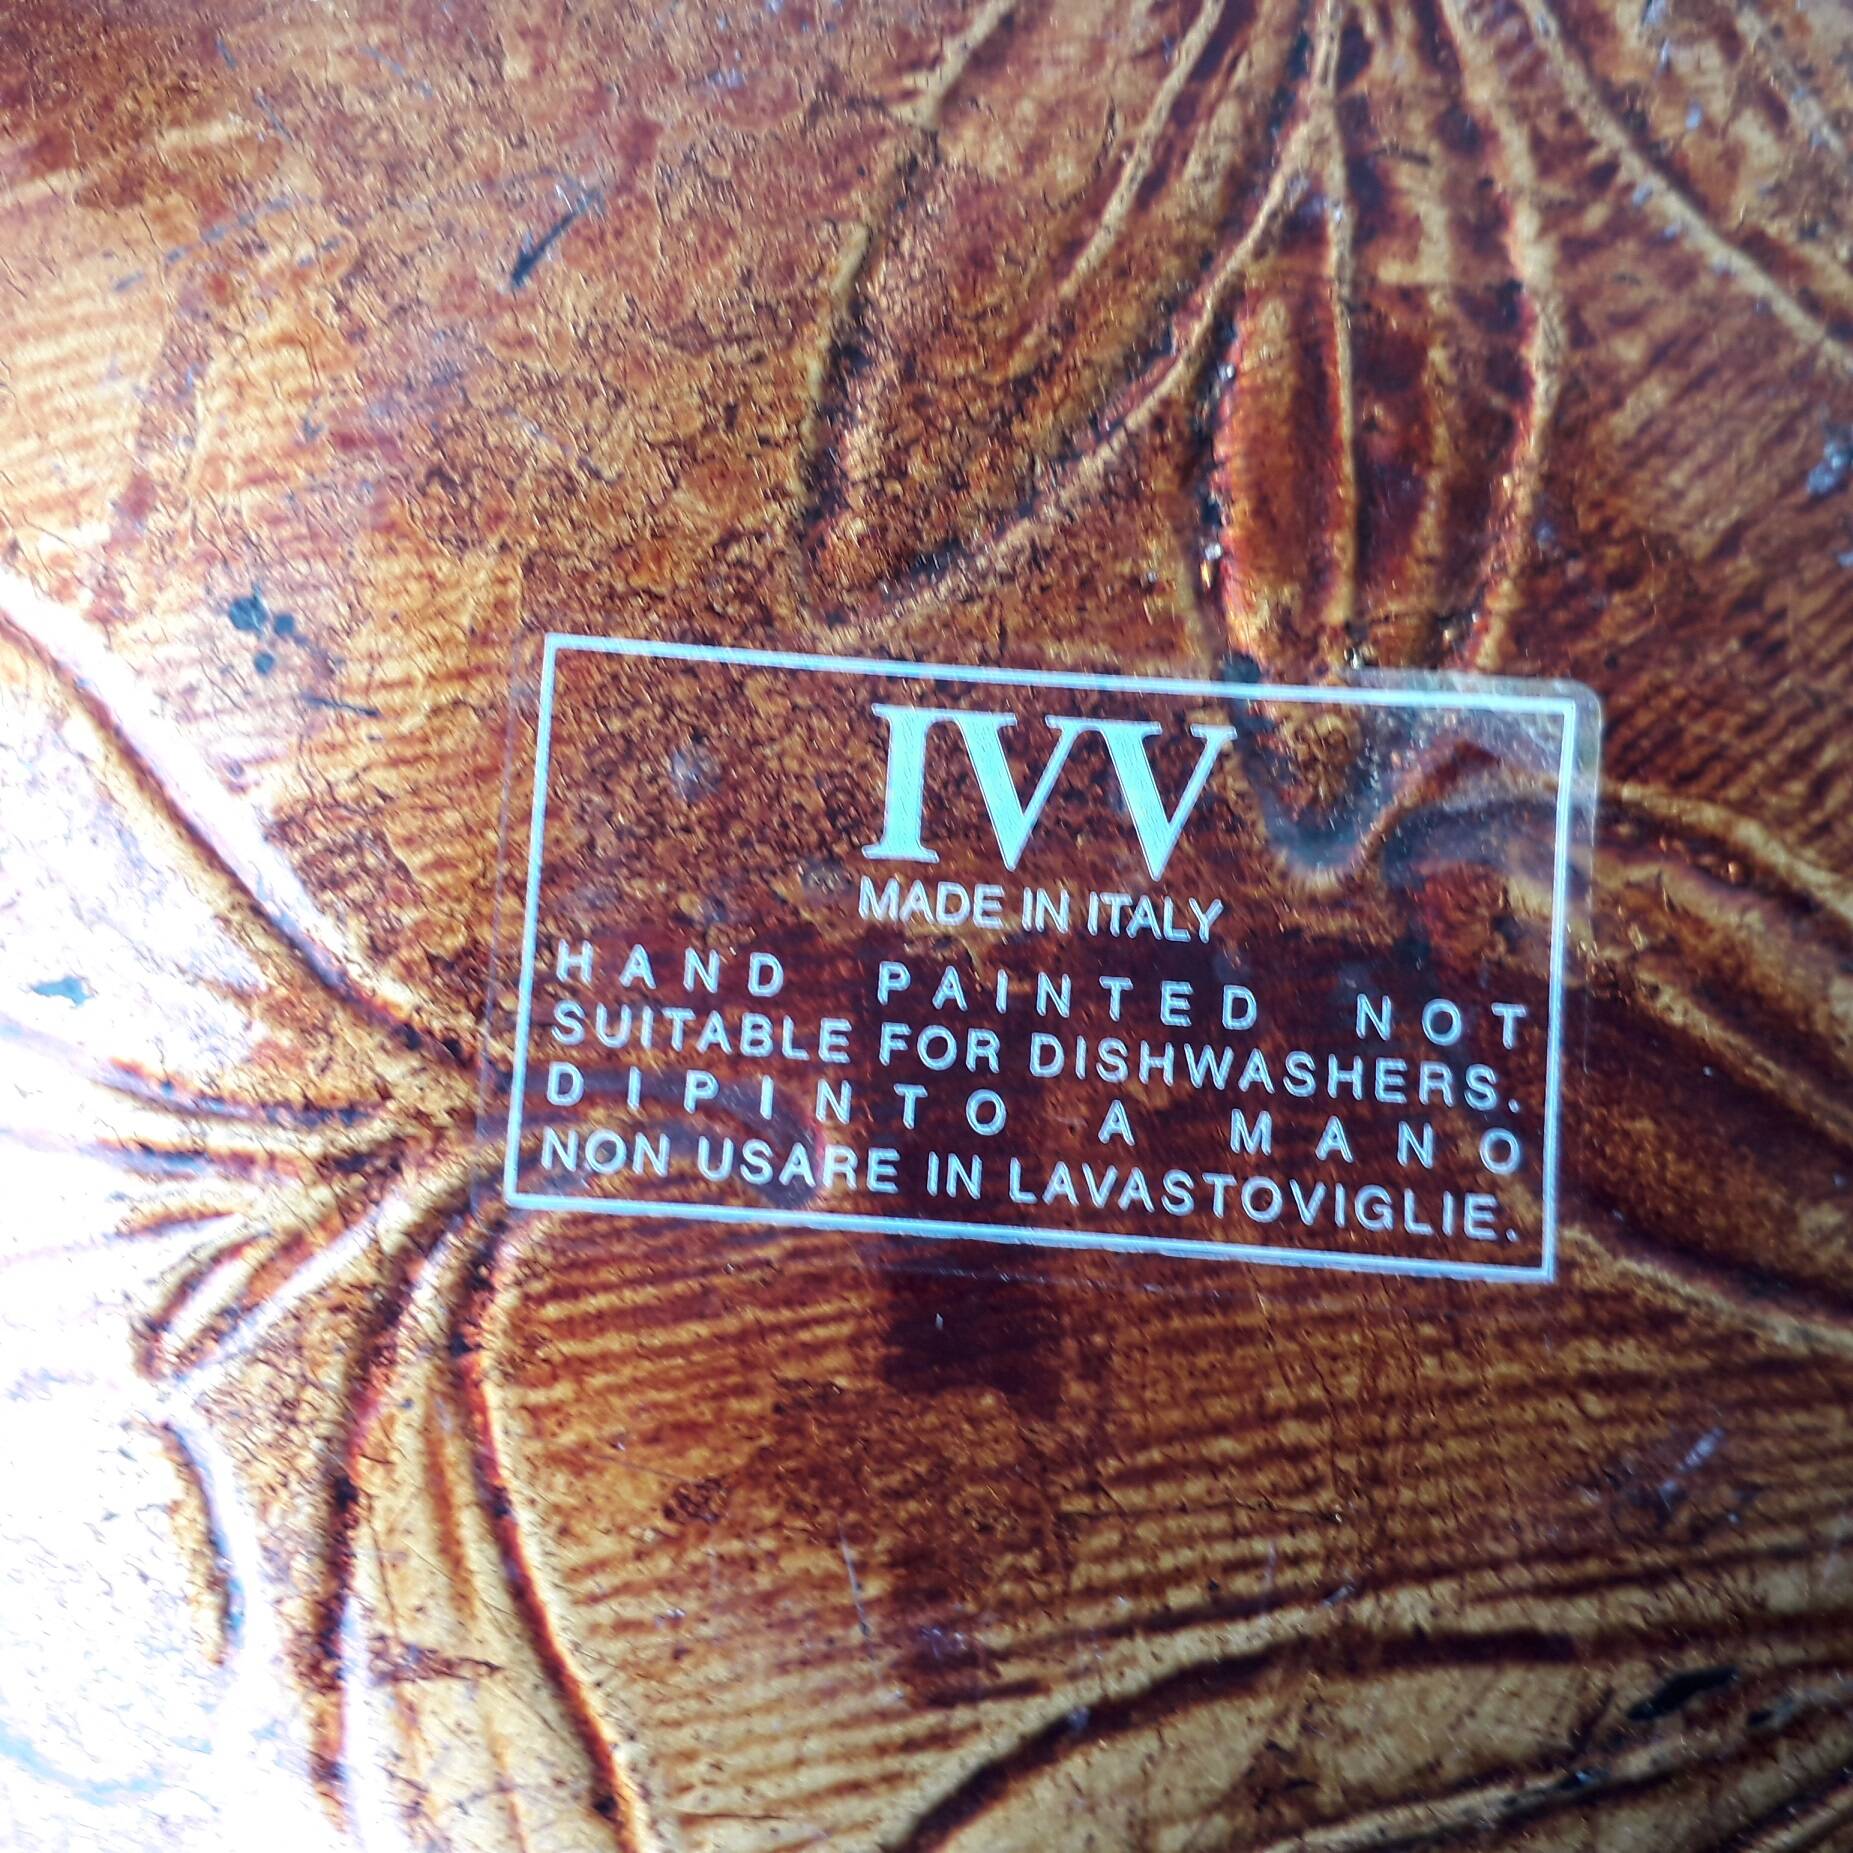 IVV
MADE IN ITALY
HAND PAINTED NOT
SUITABLE FOR DISHWASHERS.
DIPINTO A MANO
NON USARE IN LAVASTOVIGLIE.